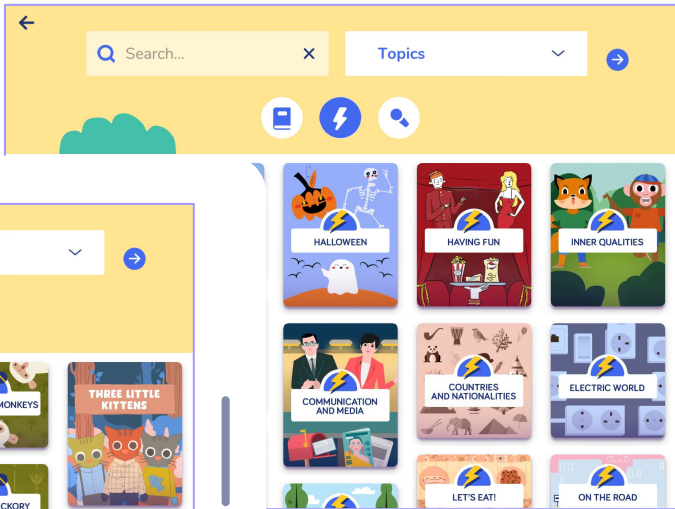 Search...
Topics
HALLOWEEN
HAVING FUN
INNER QUALITIES
MONKEYS
THREE LITTLE
KITTENS
COMMUNICATION
AND MEDIA
COUNTRIES
AND NATIONALITIES
ELECTRIC WORLD
CKORY
LET'S EAT!
ON THE ROAD